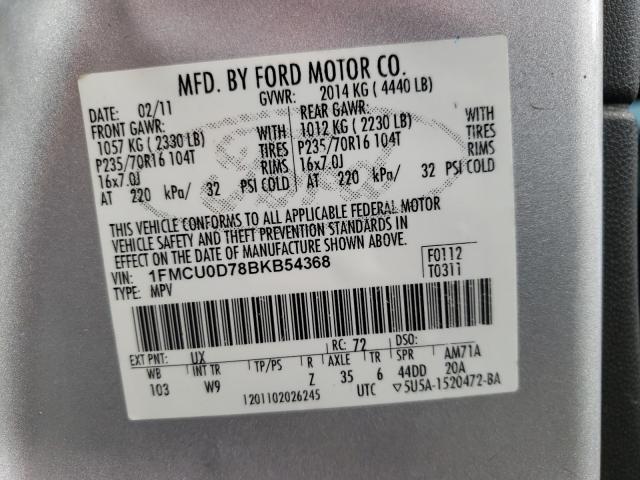 MFD. BY FORD MOTOR CO.
DATE: 02/11 GVWR: 2014 KG ( 4440 LB)
FRONT GAWR: REAR GAWR:
1057 KG ( 2330 LB) WITH 1012 KG ( 2230 LB) WITH
P235/70R16 104T TIRES P235/70R16 104T TIRES
16x7.0J RIMS 16x7.0J RIMS
AT 220 kPa/ 32 PSI COLD AT 220 kPa/ 32 PSI COLD
Ford
THIS VEHICLE CONFORMS TO ALL APPLICABLE FEDERAL MOTOR
VEHICLE SAFETY AND THEFT PREVENTION STANDARDS IN
EFFECT ON THE DATE OF MANUFACTURE SHOWN ABOVE.
VIN: 1FMCU0D78BKB54368 F0112
TYPE: MPV T0311
EXT PNT: UX RC: 72 DSO:
WB INT TR TP/PS R AXLE TR SPR AM71A
103 W9 Z 35 6 44DD 20A
1201102026245 UTC ▽5U5A-1520472-BA